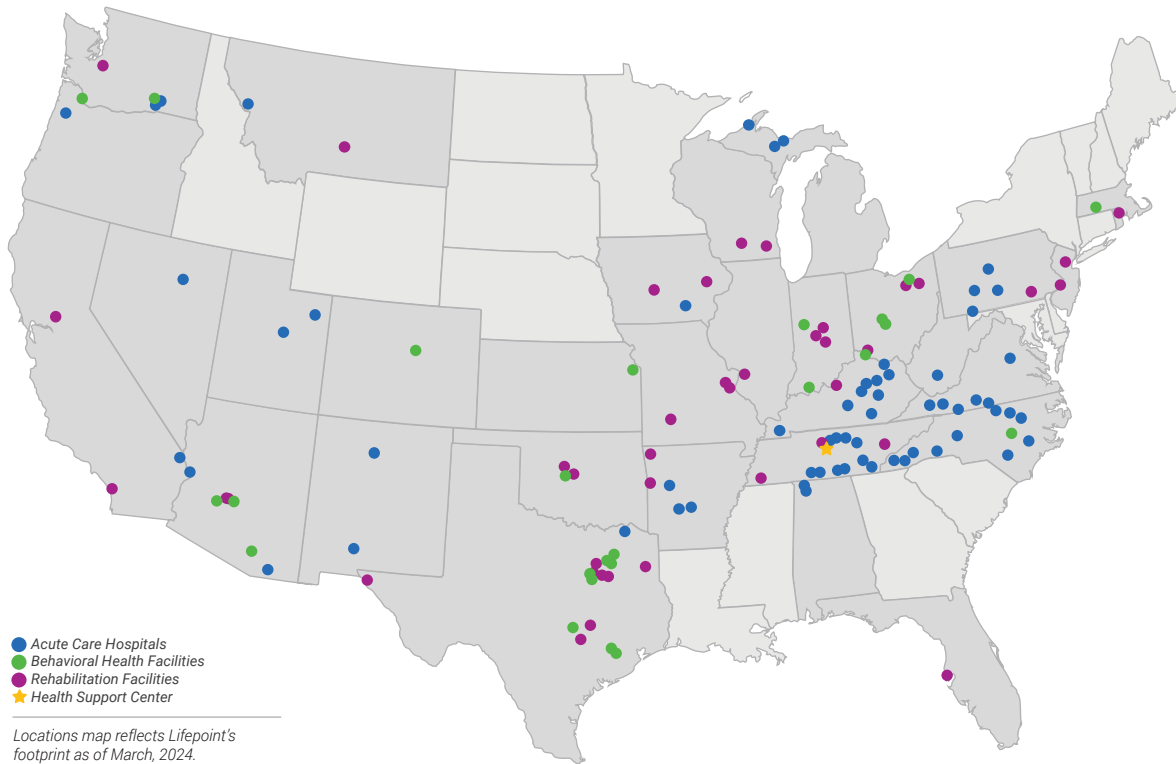 Acute Care Hospitals
Behavioral Health Facilities
Rehabilitation Facilities
Health Support Center
Locations map reflects Lifepoint's
footprint as of March, 2024.